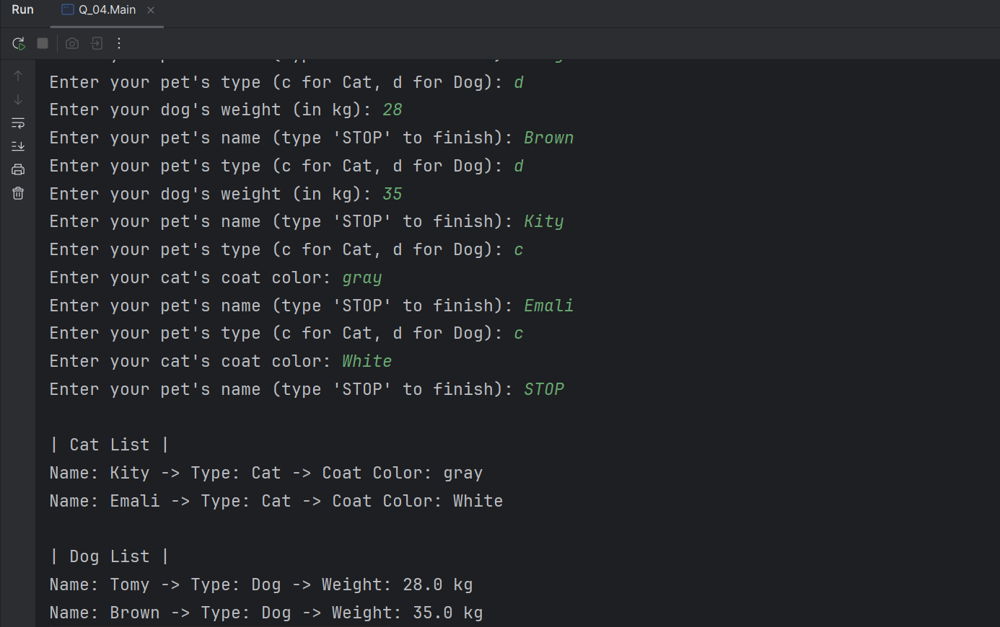 Run
Q_04.Main
Enter your pet's type (c for Cat, d for Dog): d
Enter your dog's weight (in kg): 28
Enter your pet's name (type 'STOP' to finish): Brown
Enter your pet's type (c for Cat, d for Dog): d
Enter your dog's weight (in kg): 35
Enter your pet's name (type 'STOP' to finish): Kity
Enter your pet's type (c for Cat, d for Dog): c
Enter your cat's coat color: gray
Enter your pet's name (type 'STOP' to finish): Emali
Enter your pet's type (c for Cat, d for Dog): c
Enter your cat's coat color: White
Enter your pet's name (type 'STOP' to finish): STOP
| Cat List |
Name: Kity -> Type: Cat -> Coat Color: gray
Name: Emali -> Type: Cat -> Coat Color: White
| Dog List |
Name: Tomy -> Type: Dog -> Weight: 28.0 kg
Name: Brown -> Type: Dog -> Weight: 35.0 kg